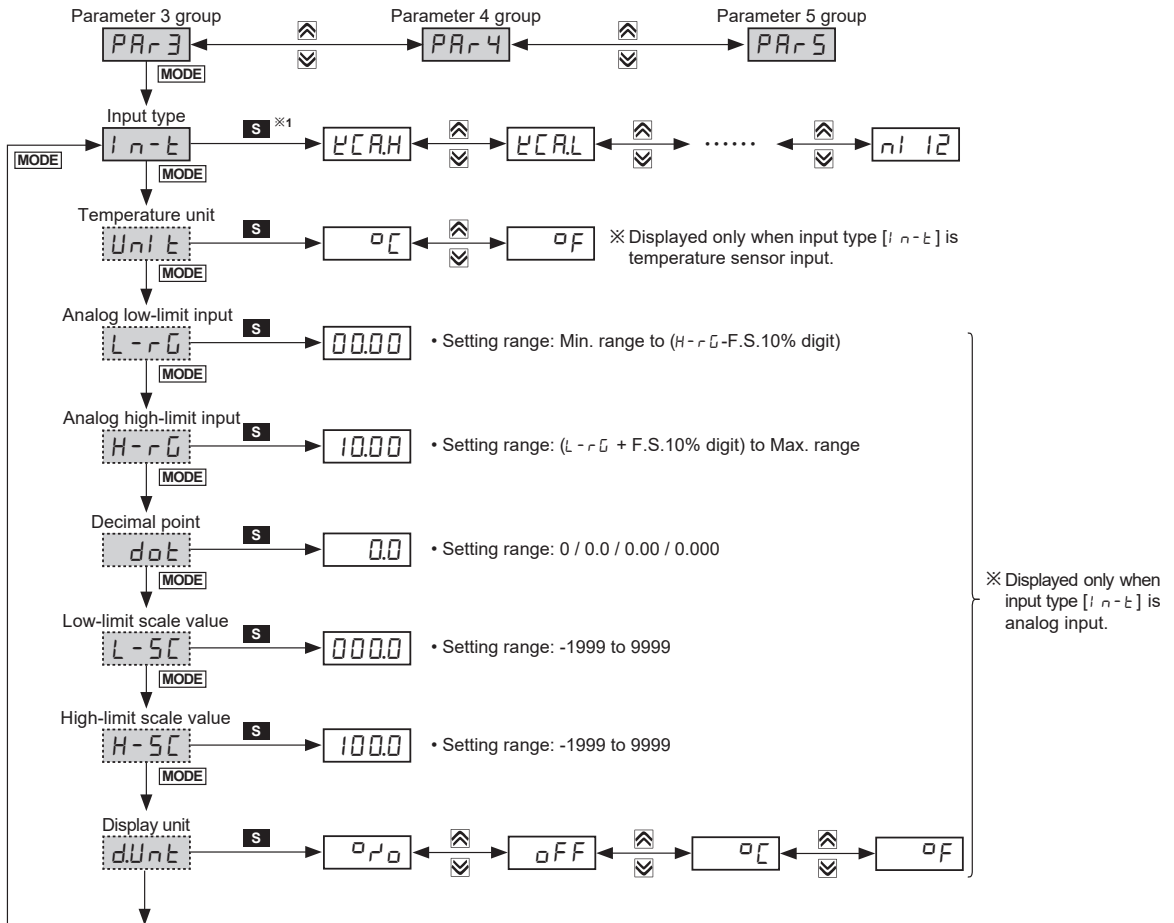 Parameter 3 group Parameter 4 group Parameter 5 group
PAr3 PAr4 PAr5
MODE
Input type
In-t S ※1 KCA.H KCA.L ······ nI 12
MODE MODE
Temperature unit
UnIt S °C °F ※ Displayed only when input type [In-t] is
temperature sensor input.
MODE
Analog low-limit input
L-rG S 00.00 • Setting range: Min. range to (H-rG-F.S.10% digit)
MODE
Analog high-limit input
H-rG S 10.00 • Setting range: (L-rG + F.S.10% digit) to Max. range
MODE
Decimal point
dot S 0.0 • Setting range: 0 / 0.0 / 0.00 / 0.000
MODE
※ Displayed only when
input type [In-t] is
analog input.
Low-limit scale value
L-SC S 000.0 • Setting range: -1999 to 9999
MODE
High-limit scale value
H-SC S 100.0 • Setting range: -1999 to 9999
MODE
Display unit
d.Unt S o/o oFF °C °F